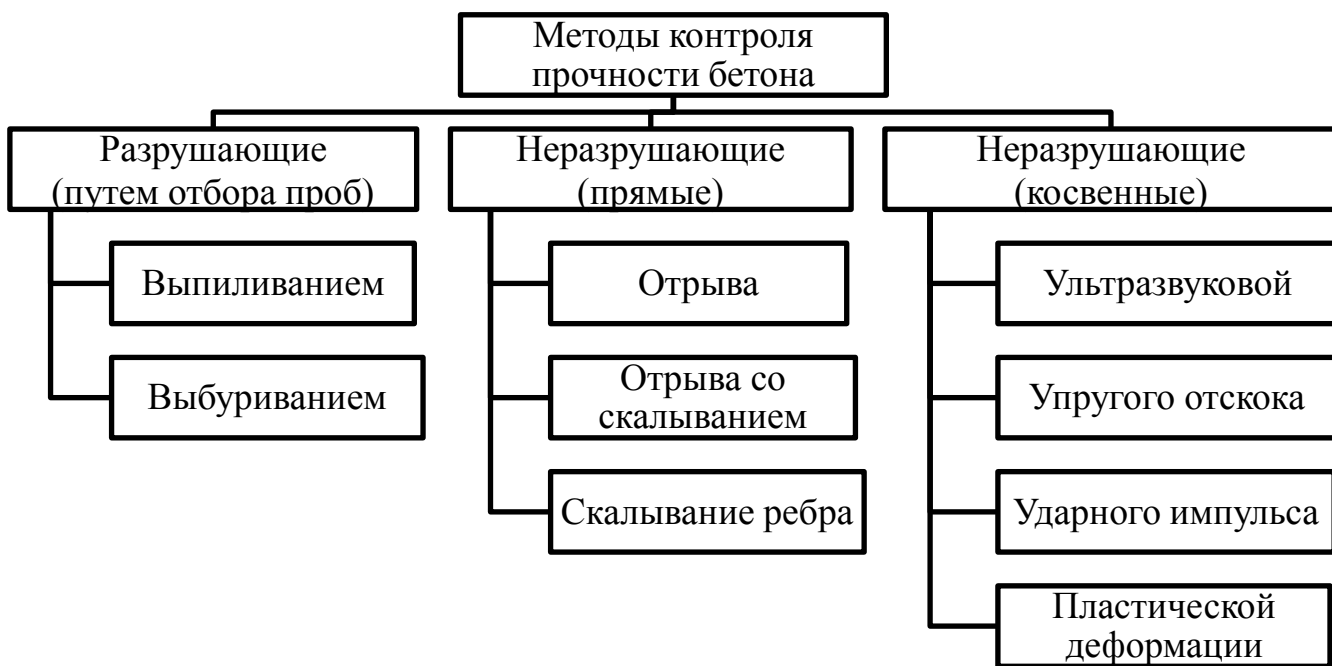 Методы контроля
прочности бетона
Разрушающие
(путем отбора проб)
Выпиливанием
Выбуриванием
Неразрушающие
(прямые)
Отрыва
Отрыва со
скалыванием
Скалывание ребра
Неразрушающие
(косвенные)
Ультразвуковой
Упругого отскока
Ударного импульса
Пластической
деформации